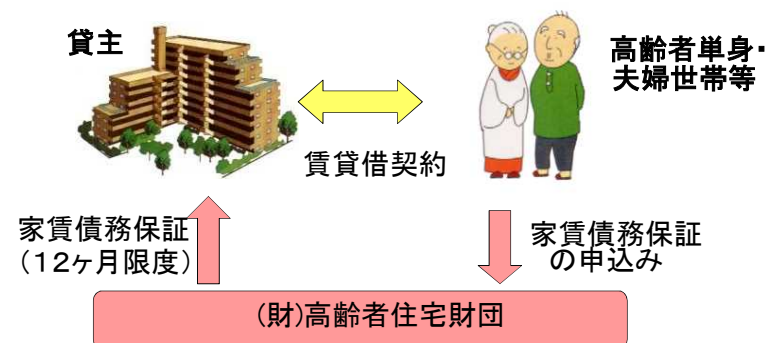 貸主
高齢者単身・
夫婦世帯等
賃貸借契約
家賃債務保証
（１２ヶ月限度）
家賃債務保証
の申込み
(財)高齢者住宅財団